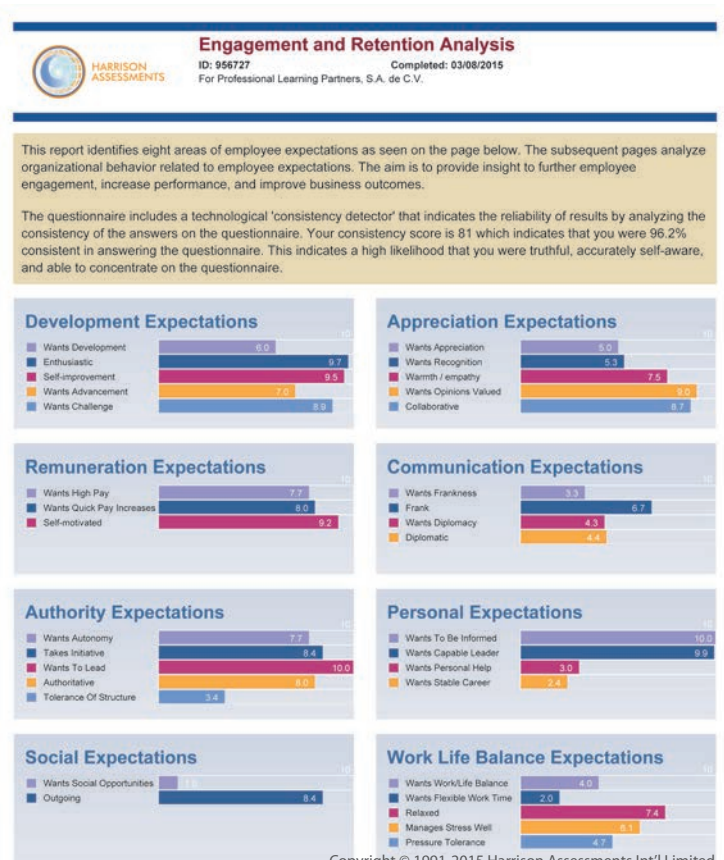 HARRISON
ASSESSMENTS
Engagement and Retention Analysis
ID: 956727 Completed: 03/08/2015
For Professional Learning Partners, S.A. de C.V.
This report identifies eight areas of employee expectations as seen on the page below. The subsequent pages analyze
organizational behavior related to employee expectations. The aim is to provide insight to further employee
engagement, increase performance, and improve business outcomes.
The questionnaire includes a technological 'consistency detector' that indicates the reliability of results by analyzing the
consistency of the answers on the questionnaire. Your consistency score is 81 which indicates that you were 96.2%
consistent in answering the questionnaire. This indicates a high likelihood that you were truthful, accurately self-aware,
and able to concentrate on the questionnaire.
Development Expectations
10
Wants Development 6.0
Enthusiastic 9.7
Self-improvement 9.5
Wants Advancement 7.0
Wants Challenge 8.9
Appreciation Expectations
10
Wants Appreciation 5.0
Wants Recognition 5.3
Warmth / empathy 7.5
Wants Opinions Valued 9.0
Collaborative 8.7
Remuneration Expectations
10
Wants High Pay 7.7
Wants Quick Pay Increases 8.0
Self-motivated 9.2
Communication Expectations
10
Wants Frankness 3.3
Frank 6.7
Wants Diplomacy 4.3
Diplomatic 4.4
Authority Expectations
10
Wants Autonomy 7.7
Takes Initiative 8.4
Wants To Lead 10.0
Authoritative 8.0
Tolerance Of Structure 3.4
Personal Expectations
10
Wants To Be Informed 10.0
Wants Capable Leader 9.9
Wants Personal Help 3.0
Wants Stable Career 2.4
Social Expectations
10
Wants Social Opportunities
Outgoing 8.4
Work Life Balance Expectations
10
Wants Work/Life Balance 4.0
Wants Flexible Work Time 2.0
Relaxed 7.4
Manages Stress Well 6.1
Pressure Tolerance 4.7
Copyright © 1991-2015 Harrison Assessments Int'l Limited